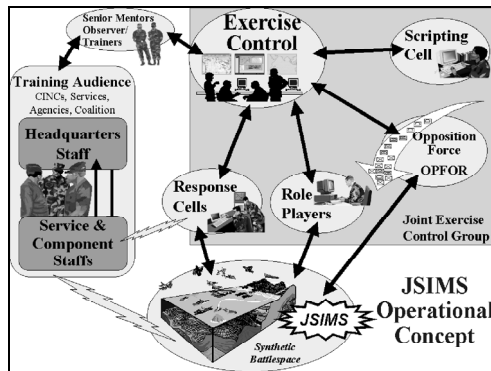 Senior Mentors
Observer/
Trainers
Exercise
Control
Scripting
Cell
Training Audience
CINCs, Services,
Agencies, Coalition
Headquarters
Staff
Service &
Component
Staffs
Response
Cells
Role
Players
Opposition
Force
OPFOR
Joint Exercise
Control Group
JSIMS
Synthetic
Battlespace
JSIMS
Operational
Concept